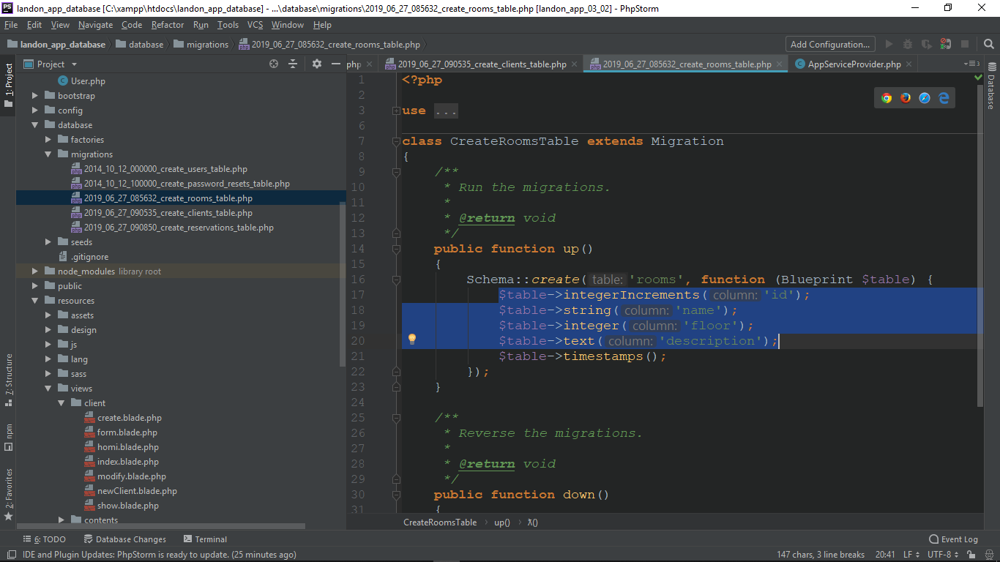 landon_app_database [C:\xampp\htdocs\landon_app_database] - ...\database\migrations\2019_06_27_085632_create_rooms_table.php [landon_app_03_02] - PhpStorm
File Edit View Navigate Code Refactor Run Tools VCS Window Help
landon_app_database database migrations 2019_06_27_085632_create_rooms_table.php Add Configuration...
Project
php 2019_06_27_090535_create_clients_table.php 2019_06_27_085632_create_rooms_table.php AppServiceProvider.php
1: Project
7: Structure
npm
2: Favorites
Database
User.php
bootstrap
config
database
factories
migrations
2014_10_12_000000_create_users_table.php
2014_10_12_100000_create_password_resets_table.php
2019_06_27_085632_create_rooms_table.php
2019_06_27_090535_create_clients_table.php
2019_06_27_090850_create_reservations_table.php
seeds
.gitignore
node_modules library root
public
resources
assets
design
js
lang
sass
views
client
create.blade.php
form.blade.php
homi.blade.php
index.blade.php
modify.blade.php
newClient.blade.php
show.blade.php
contents
1 <?php
2
3 use ...
6
7 class CreateRoomsTable extends Migration
8 {
9 /**
10 * Run the migrations.
11 *
12 * @return void
13 */
14 public function up()
15 {
16 Schema::create( table: 'rooms', function (Blueprint $table) {
17 $table->integerIncrements( column: 'id');
18 $table->string( column: 'name');
19 $table->integer( column: 'floor');
20 $table->text( column: 'description');
21 $table->timestamps();
22 });
23 }
24
25 /**
26 * Reverse the migrations.
27 *
28 * @return void
29 */
30 public function down()
31 {
CreateRoomsTable up() λ()
6: TODO Database Changes Terminal Event Log
IDE and Plugin Updates: PhpStorm is ready to update. (25 minutes ago) 147 chars, 3 line breaks 20:41 LF UTF-8